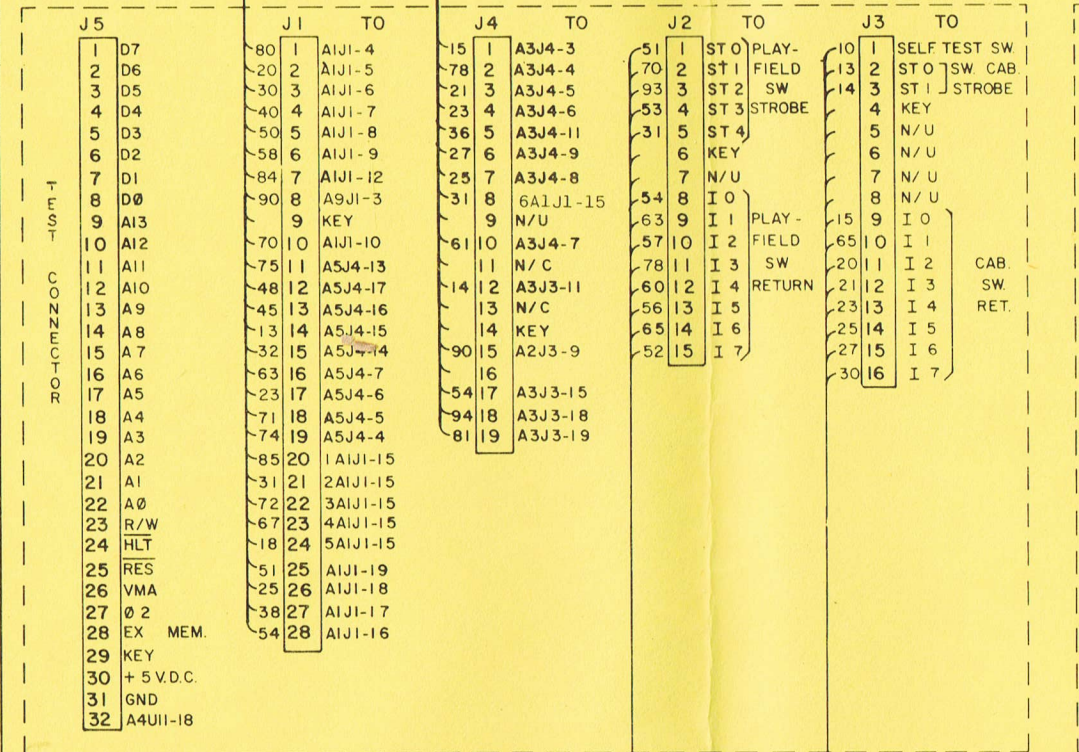 J5
1 D7
2 D6
3 D5
4 D4
5 D3
6 D2
7 D1
8 DØ
9 A13
10 A12
11 A11
12 A10
13 A9
14 A8
15 A7
16 A6
17 A5
18 A4
19 A3
20 A2
21 A1
22 AØ
23 R/W
24 H̅L̅T̅
25 R̅E̅S̅
26 VMA
27 Ø2
28 EX MEM.
29 KEY
30 + 5 V.D.C.
31 GND
32 A4U11-18
TEST CONNECTOR
J1 TO
80 1 A1J1-4
20 2 A1J1-5
30 3 A1J1-6
40 4 A1J1-7
50 5 A1J1-8
58 6 A1J1-9
84 7 A1J1-12
90 8 A9J1-3
9 KEY
70 10 A1J1-10
75 11 A5J4-13
48 12 A5J4-17
45 13 A5J4-16
13 14 A5J4-15
32 15 A5J4-14
63 16 A5J4-7
23 17 A5J4-6
71 18 A5J4-5
74 19 A5J4-4
85 20 1A1J1-15
31 21 2A1J1-15
72 22 3A1J1-15
67 23 4A1J1-15
18 24 5A1J1-15
51 25 A1J1-19
25 26 A1J1-18
38 27 A1J1-17
54 28 A1J1-16
J4 TO
15 1 A3J4-3
78 2 A3J4-4
21 3 A3J4-5
23 4 A3J4-6
36 5 A3J4-11
27 6 A3J4-9
25 7 A3J4-8
31 8 6A1J1-15
9 N/U
61 10 A3J4-7
11 N/C
14 12 A3J3-11
13 N/C
14 KEY
90 15 A2J3-9
16
54 17 A3J3-15
94 18 A3J3-18
81 19 A3J3-19
J2 TO
51 1 ST 0
70 2 ST 1
93 3 ST 2
53 4 ST 3
31 5 ST 4
PLAY-
FIELD
SW
STROBE
6 KEY
7 N/U
54 8 I 0
63 9 I 1
57 10 I 2
78 11 I 3
60 12 I 4
56 13 I 5
65 14 I 6
52 15 I 7
PLAY-
FIELD
SW
RETURN
J3 TO
10 1 SELF TEST SW.
13 2 ST 0
14 3 ST 1
SW. CAB.
STROBE
4 KEY
5 N/U
6 N/U
7 N/U
8 N/U
15 9 I 0
65 10 I 1
20 11 I 2
21 12 I 3
23 13 I 4
25 14 I 5
27 15 I 6
30 16 I 7
CAB.
SW.
RET.